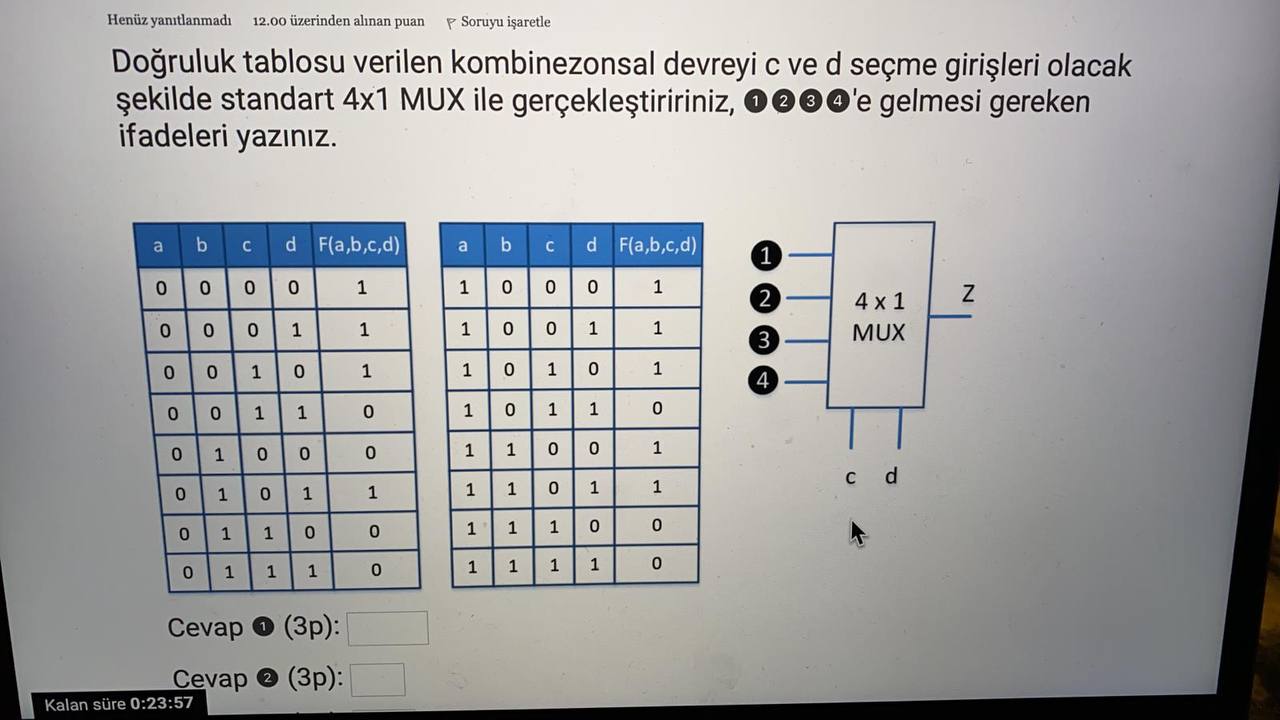 Henüz yanıtlanmadı 12.00 üzerinden alınan puan Soruyu işaretle
Doğruluk tablosu verilen kombinezonsal devreyi c ve d seçme girişleri olacak
şekilde standart 4x1 MUX ile gerçekleştiririniz, 1 2 3 4'e gelmesi gereken
ifadeleri yazınız.
a b c d F(a,b,c,d)
0 0 0 0 1
0 0 0 1 1
0 0 1 0 1
0 0 1 1 0
0 1 0 0 0
0 1 0 1 1
0 1 1 0 0
0 1 1 1 0
a b c d F(a,b,c,d)
1 0 0 0 1
1 0 0 1 1
1 0 1 0 1
1 0 1 1 0
1 1 0 0 1
1 1 0 1 1
1 1 1 0 0
1 1 1 1 0
1
2
3
4
4 x 1
MUX
Z
c d
Cevap 1 (3p):
Cevap 2 (3p):
Kalan süre 0:23:57